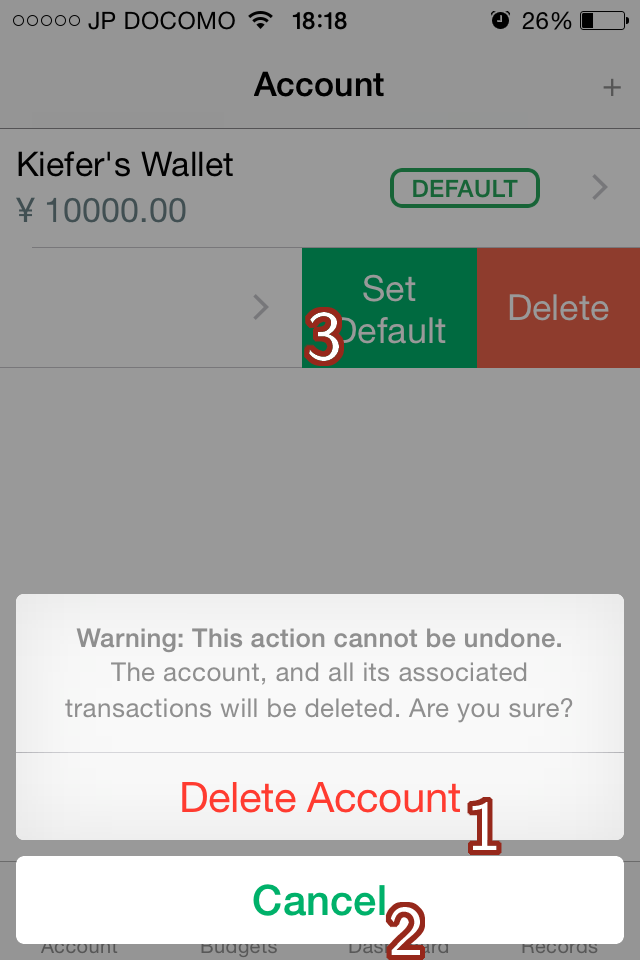 JP DOCOMO 18:18 26%
Account +
Kiefer's Wallet
¥ 10000.00
DEFAULT
Set
Default
Delete
3
Warning: This action cannot be undone.
The account, and all its associated
transactions will be deleted. Are you sure?
Delete Account
1
Cancel
2
Account Budgets Dashboard Records